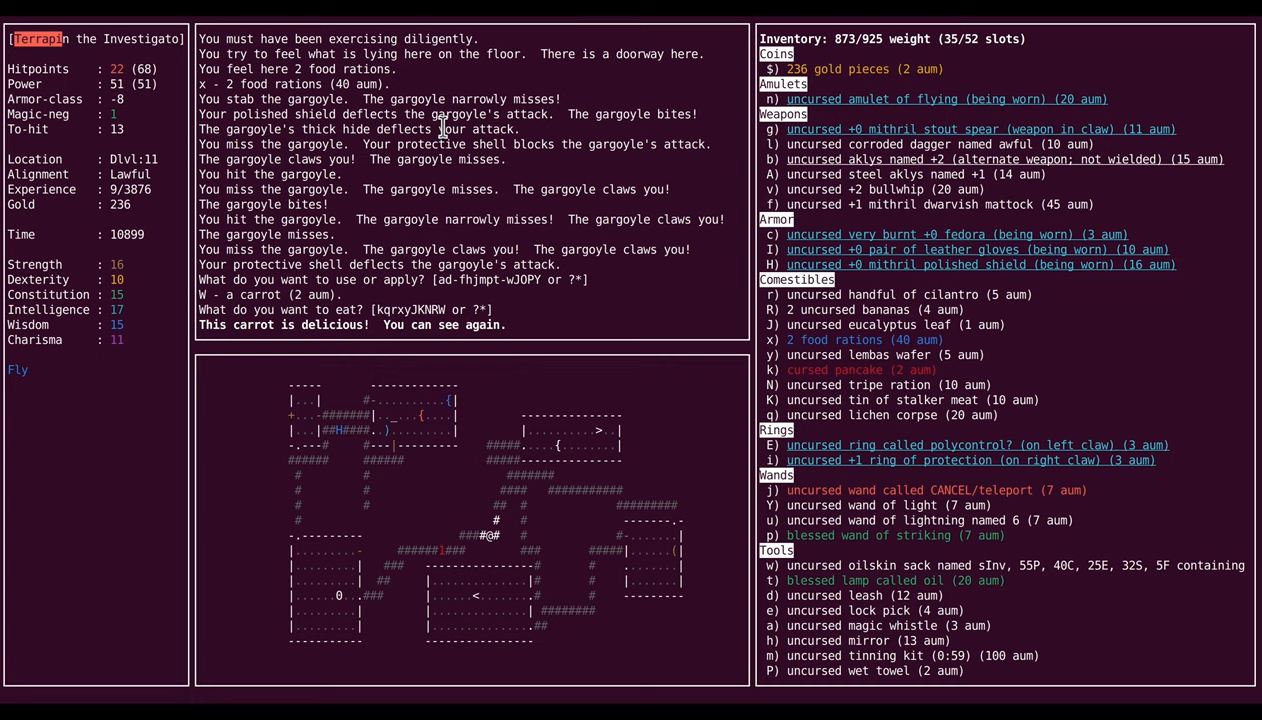 [Terrapin the Investigato]
Hitpoints : 22 (68)
Power : 51 (51)
Armor-class : -8
Magic-neg : 1
To-hit : 13
Location : Dlvl:11
Alignment : Lawful
Experience : 9/3876
Gold : 236
Time : 10899
Strength : 16
Dexterity : 10
Constitution : 15
Intelligence : 17
Wisdom : 15
Charisma : 11
Fly
You must have been exercising diligently.
You try to feel what is lying here on the floor.  There is a doorway here.
You feel here 2 food rations.
x - 2 food rations (40 aum).
You stab the gargoyle.  The gargoyle narrowly misses!
Your polished shield deflects the gargoyle's attack.  The gargoyle bites!
The gargoyle's thick hide deflects your attack.
You miss the gargoyle.  Your protective shell blocks the gargoyle's attack.
The gargoyle claws you!  The gargoyle misses.
You hit the gargoyle.
You miss the gargoyle.  The gargoyle misses.  The gargoyle claws you!
The gargoyle bites!
You hit the gargoyle.  The gargoyle narrowly misses!  The gargoyle claws you!
The gargoyle misses.
You miss the gargoyle.  The gargoyle claws you!  The gargoyle claws you!
Your protective shell deflects the gargoyle's attack.
What do you want to use or apply? [ad-fhjmpt-wJOPY or ?*]
W - a carrot (2 aum).
What do you want to eat? [kqrxyJKNRW or ?*]
This carrot is delicious!  You can see again.
Inventory: 873/925 weight (35/52 slots)
Coins
$) 236 gold pieces (2 aum)
Amulets
n) uncursed amulet of flying (being worn) (20 aum)
Weapons
g) uncursed +0 mithril stout spear (weapon in claw) (11 aum)
l) uncursed corroded dagger named awful (10 aum)
b) uncursed aklys named +2 (alternate weapon; not wielded) (15 aum)
A) uncursed steel aklys named +1 (14 aum)
v) uncursed +2 bullwhip (20 aum)
f) uncursed +1 mithril dwarvish mattock (45 aum)
Armor
c) uncursed very burnt +0 fedora (being worn) (3 aum)
I) uncursed +0 pair of leather gloves (being worn) (10 aum)
H) uncursed +0 mithril polished shield (being worn) (16 aum)
Comestibles
r) uncursed handful of cilantro (5 aum)
R) 2 uncursed bananas (4 aum)
J) uncursed eucalyptus leaf (1 aum)
x) 2 food rations (40 aum)
y) uncursed lembas wafer (5 aum)
k) cursed pancake (2 aum)
N) uncursed tripe ration (10 aum)
K) uncursed tin of stalker meat (10 aum)
q) uncursed lichen corpse (20 aum)
Rings
E) uncursed ring called polycontrol? (on left claw) (3 aum)
i) uncursed +1 ring of protection (on right claw) (3 aum)
Wands
j) uncursed wand called CANCEL/teleport (7 aum)
Y) uncursed wand of light (7 aum)
u) uncursed wand of lightning named 6 (7 aum)
p) blessed wand of striking (7 aum)
Tools
w) uncursed oilskin sack named sInv, 55P, 40C, 25E, 32S, 5F containing
t) blessed lamp called oil (20 aum)
d) uncursed leash (12 aum)
e) uncursed lock pick (4 aum)
a) uncursed magic whistle (3 aum)
h) uncursed mirror (13 aum)
m) uncursed tinning kit (0:59) (100 aum)
P) uncursed wet towel (2 aum)